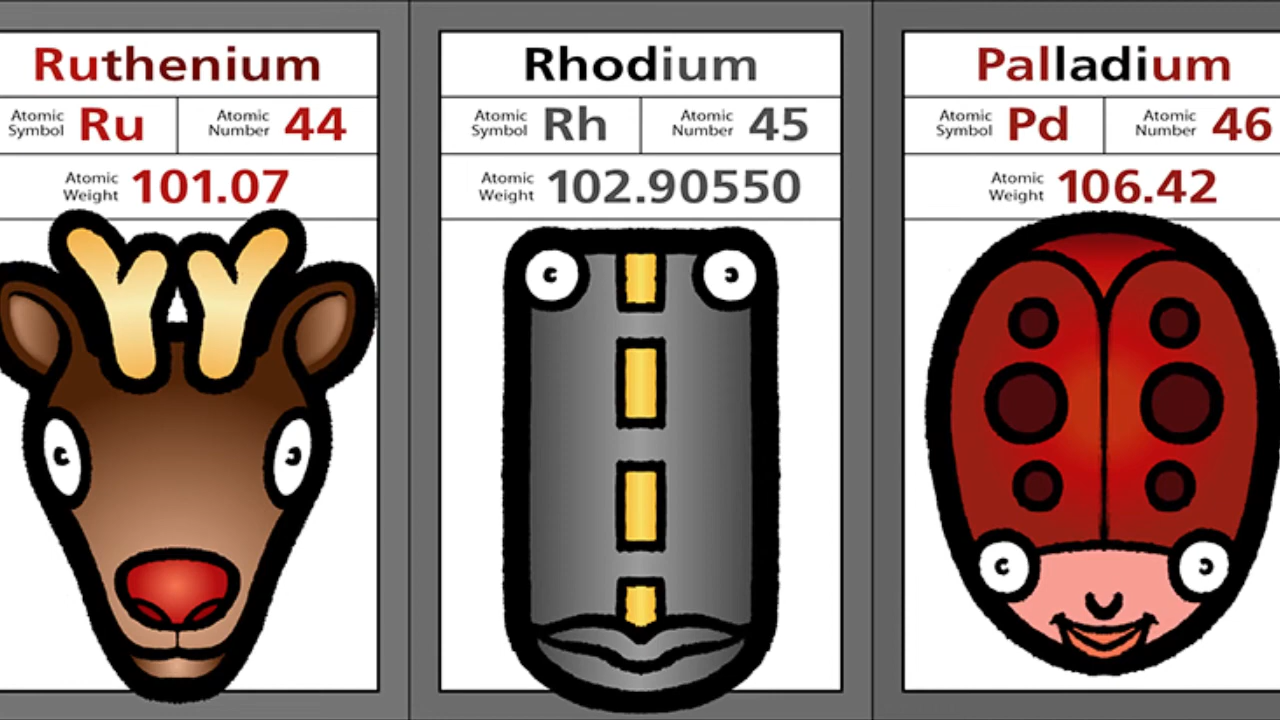 Ruthenium
Atomic Symbol Ru Atomic Number 44
Atomic Weight 101.07
Rhodium
Atomic Symbol Rh Atomic Number 45
Atomic Weight 102.90550
Palladium
Atomic Symbol Pd Atomic Number 46
Atomic Weight 106.42